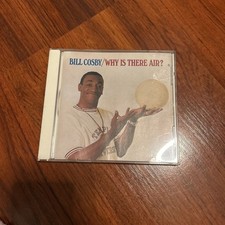 BILL COSBY/WHY IS THERE AIR?